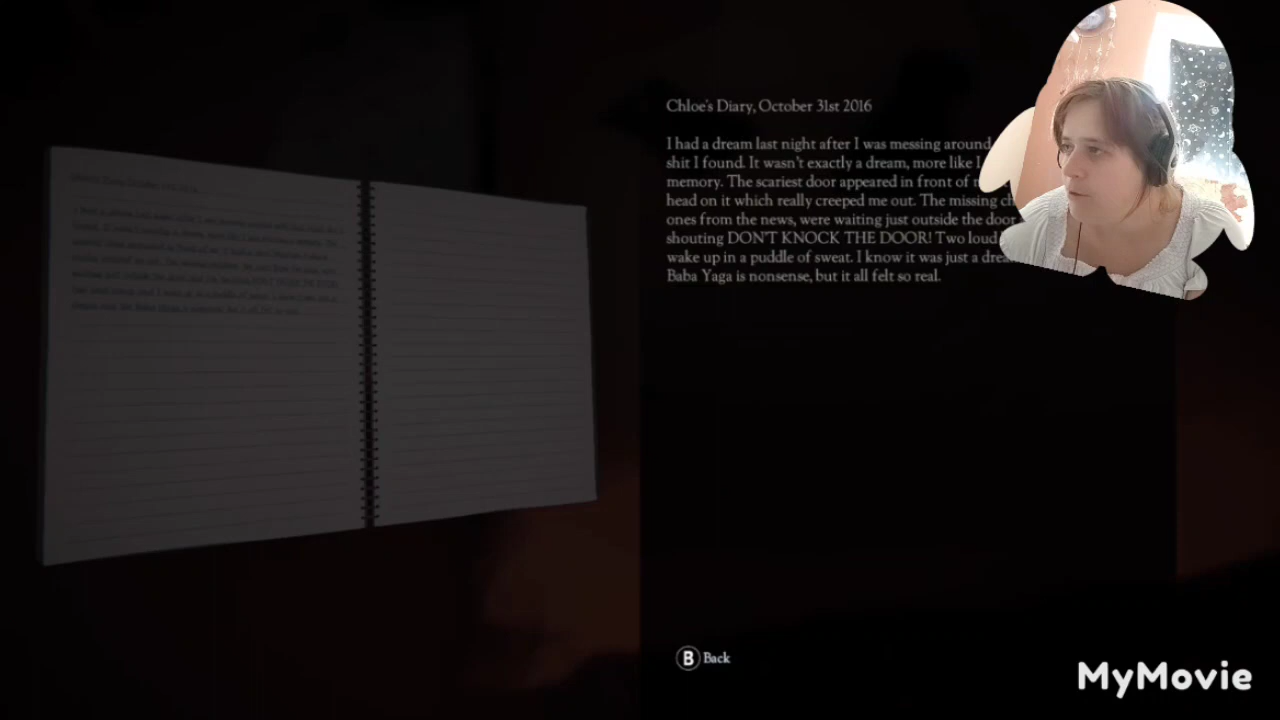 Chloe's Diary, October 31st 2016
I had a dream last night after I was messing around
shit I found. It wasn't exactly a dream, more like I
memory. The scariest door appeared in front of
head on it which really creeped me out. The missing
ones from the news, were waiting just outside the door
shouting DON'T KNOCK THE DOOR! Two loud
wake up in a puddle of sweat. I know it was just a
Baba Yaga is nonsense, but it all felt so real.
B Back
MyMovie